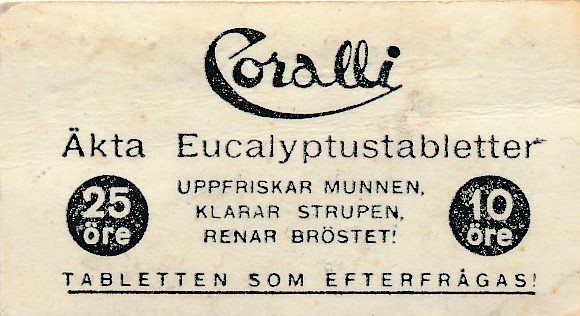 Coralli
Äkta Eucalyptustabletter
25 öre
UPPFRISKAR MUNNEN,
KLARAR STRUPEN,
RENAR BRÖSTET!
10 öre
TABLETTEN SOM EFTERFRÅGAS!